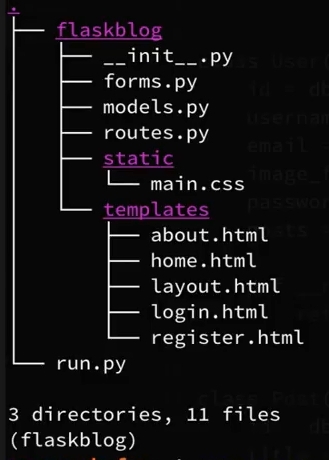 .
├── flaskblog
│   ├── __init__.py
│   ├── forms.py
│   ├── models.py
│   ├── routes.py
│   ├── static
│   │   └── main.css
│   └── templates
│       ├── about.html
│       ├── home.html
│       ├── layout.html
│       ├── login.html
│       └── register.html
└── run.py
3 directories, 11 files
(flaskblog)